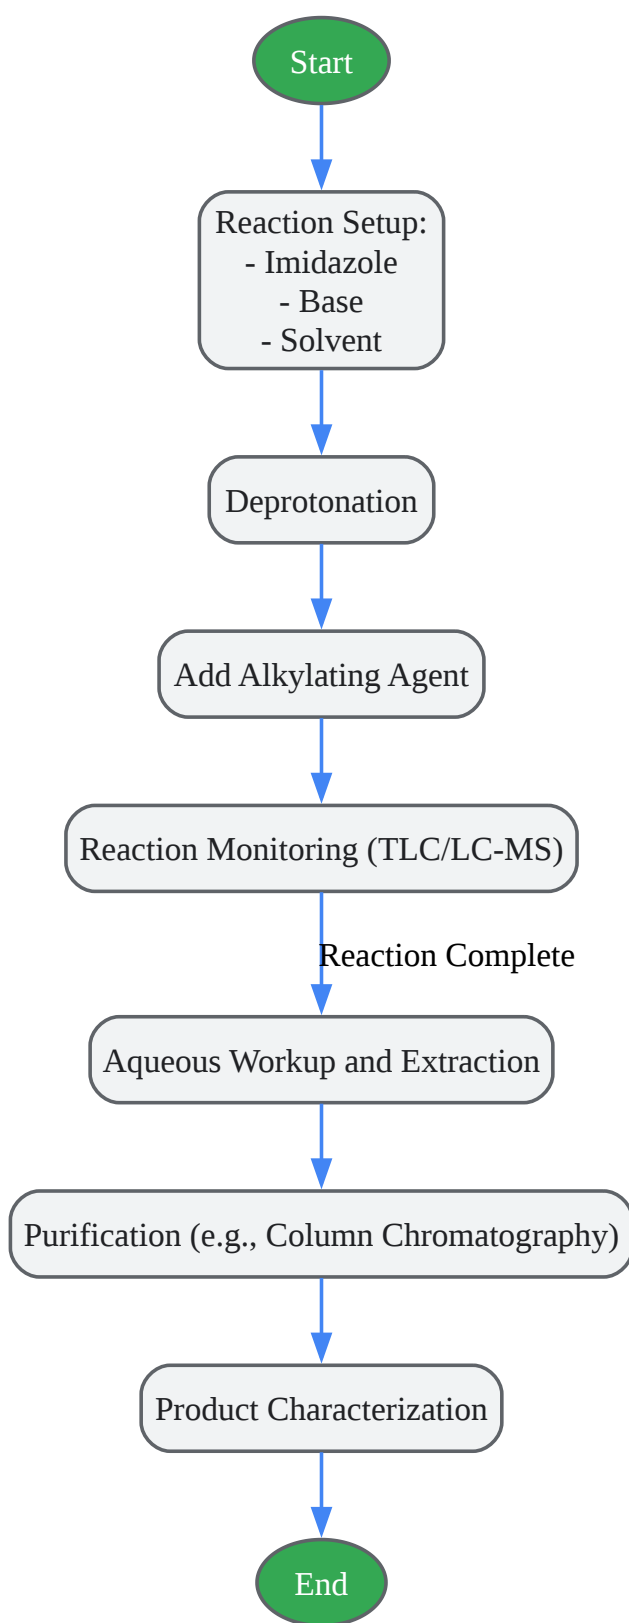 Start
Reaction Setup:
- Imidazole
- Base
- Solvent
Deprotonation
Add Alkylating Agent
Reaction Monitoring (TLC/LC-MS)
Reaction Complete
Aqueous Workup and Extraction
Purification (e.g., Column Chromatography)
Product Characterization
End